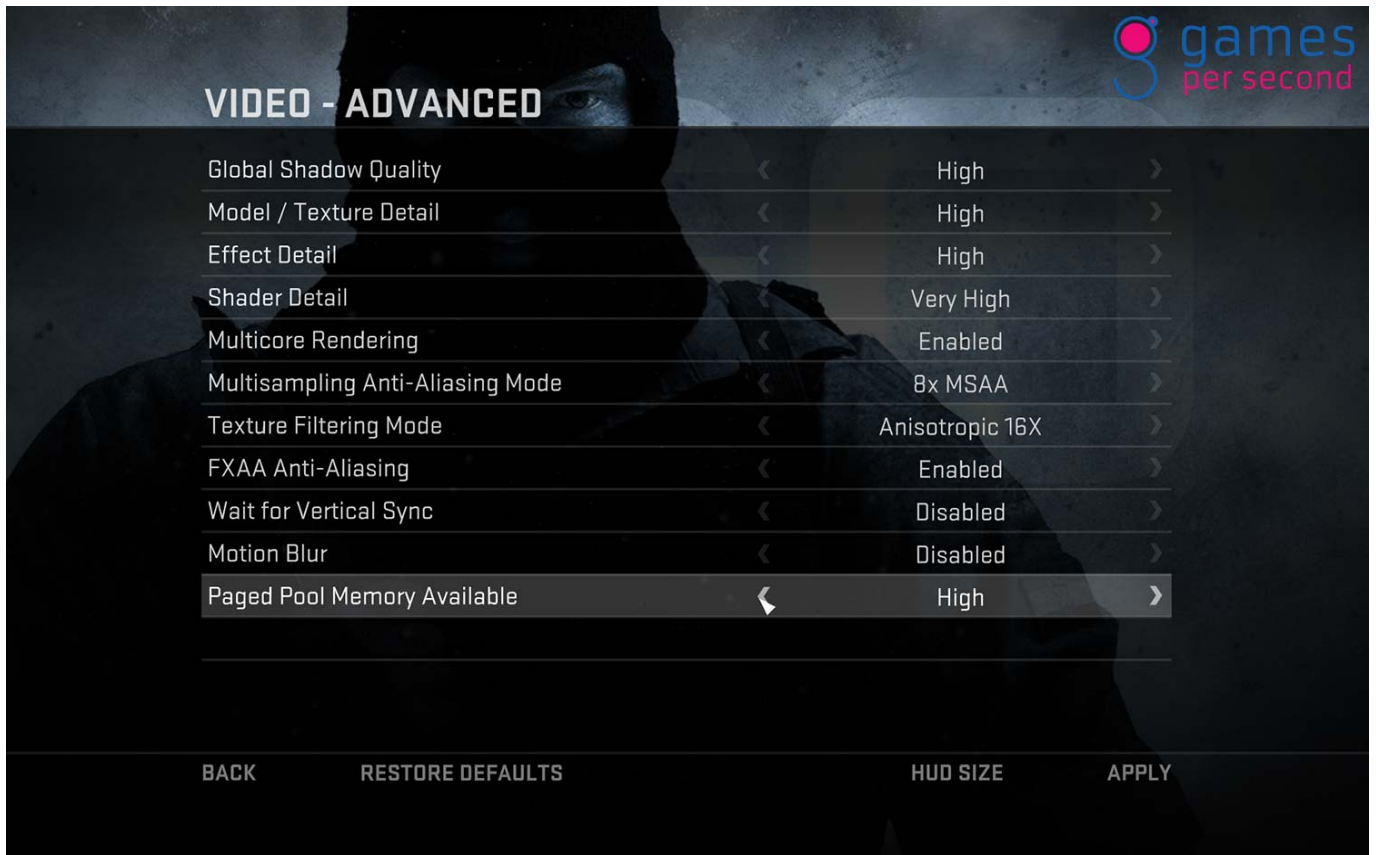 games
per second
VIDEO - ADVANCED
Global Shadow Quality High
Model / Texture Detail High
Effect Detail High
Shader Detail Very High
Multicore Rendering Enabled
Multisampling Anti-Aliasing Mode 8x MSAA
Texture Filtering Mode Anisotropic 16X
FXAA Anti-Aliasing Enabled
Wait for Vertical Sync Disabled
Motion Blur Disabled
Paged Pool Memory Available High
BACK RESTORE DEFAULTS HUD SIZE APPLY